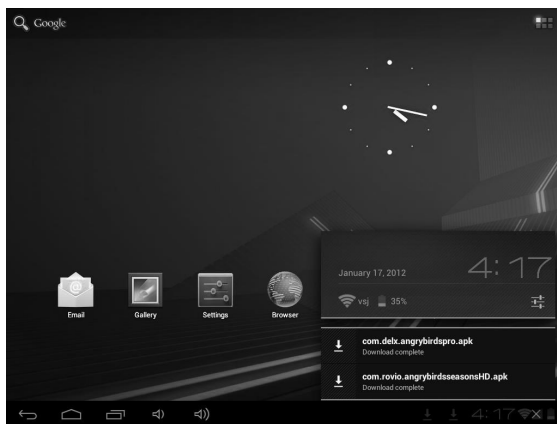 Google
January 17, 2012
4:17
vsj 35%
Email
Gallery
Settings
Browser
com.delx.angrybirdspro.apk
Download complete
com.rovio.angrybirdsseasonsHD.apk
Download complete
4:17